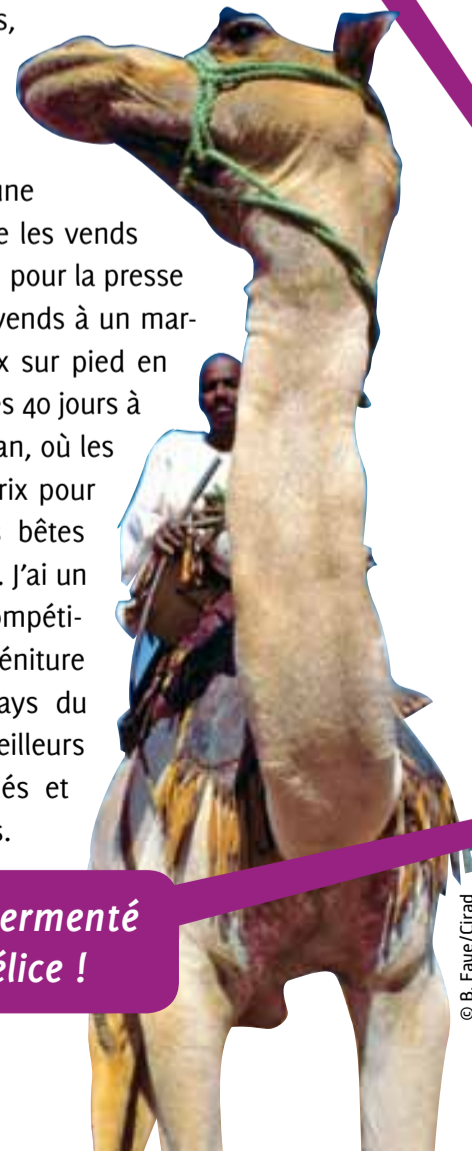 s,
une
e les vends
pour la presse
vends à un mar-
x sur pied en
es 40 jours à
an, où les
rix pour
s bêtes
. J'ai un
ompéti-
éniture
ays du
eilleurs
és et
s.
ermenté
élice !
© B. Faye/Cirad